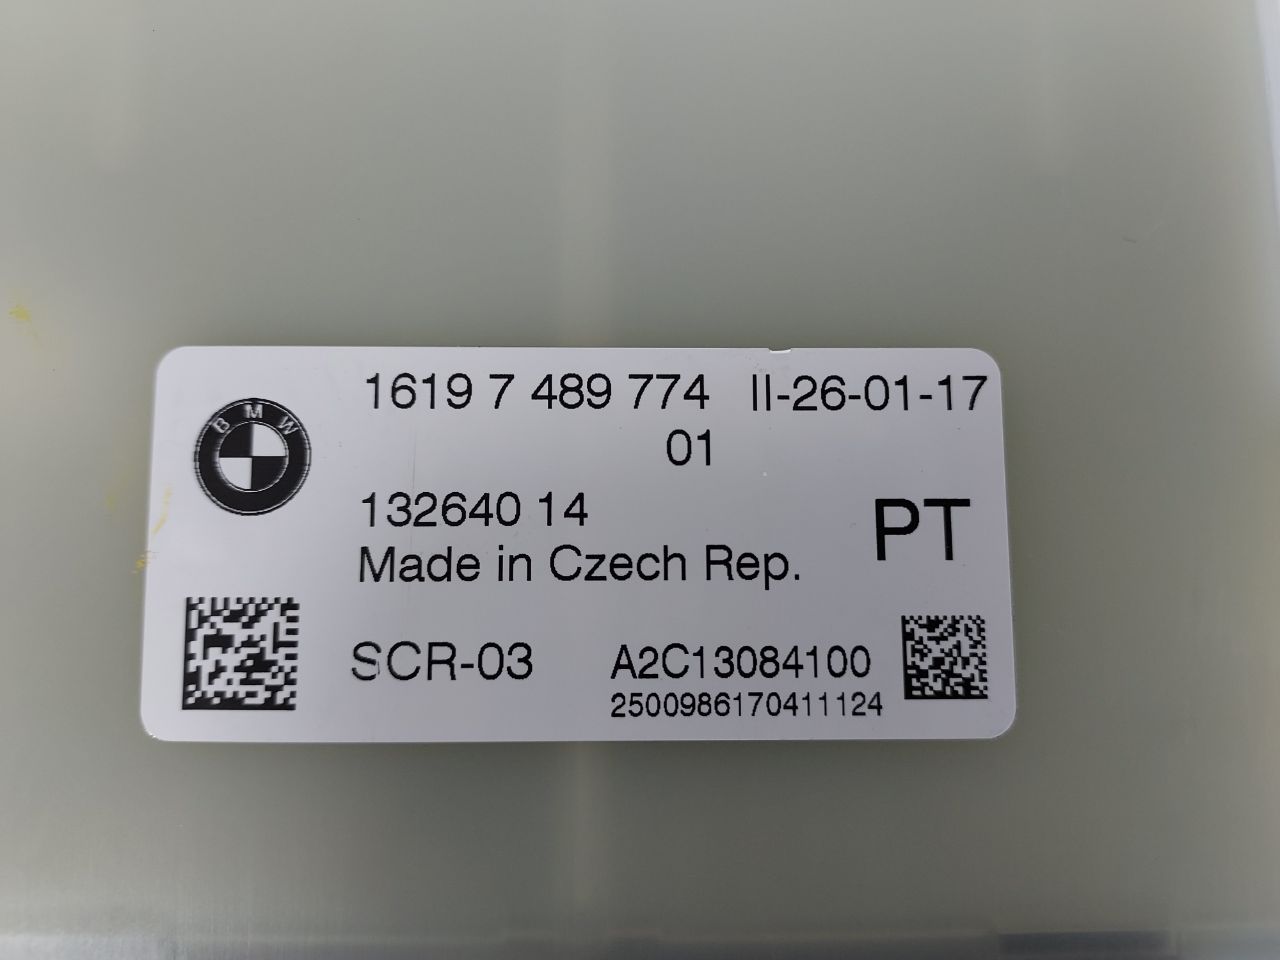 1619 7 489 774 II-26-01-17
01
BMW
132640 14
PT
Made in Czech Rep.
SCR-03 A2C13084100
2500986170411124